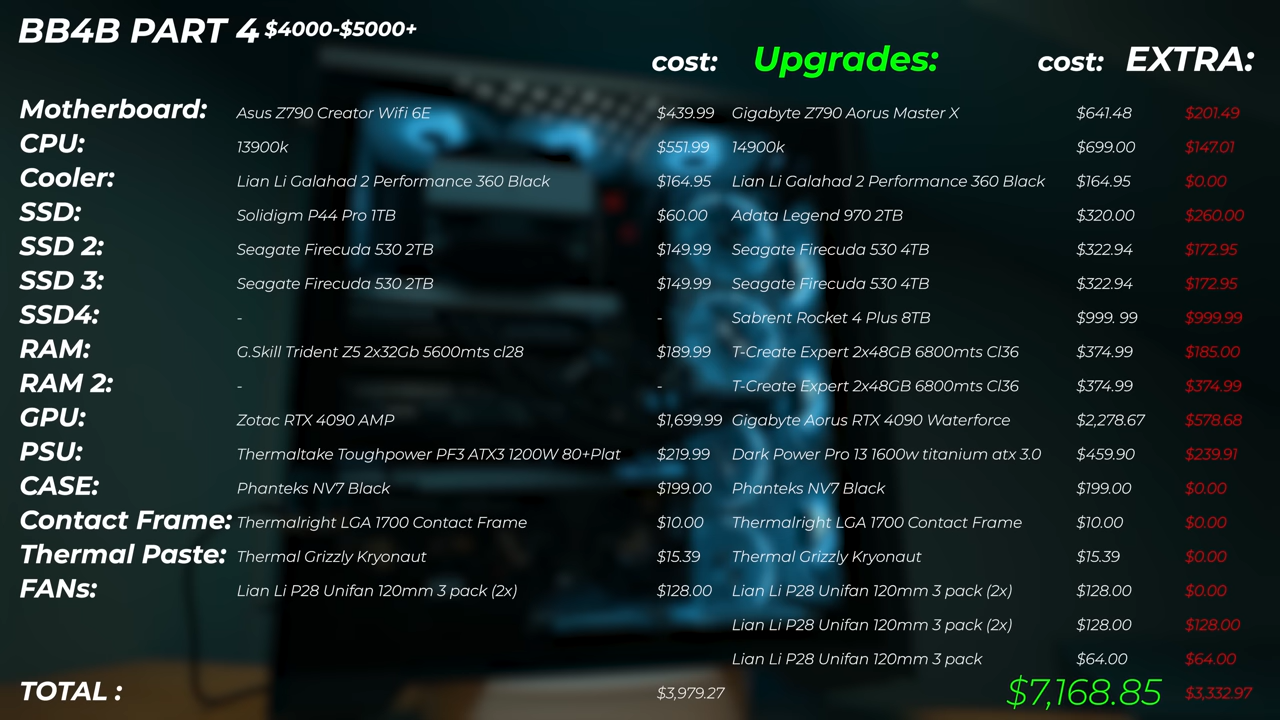 BB4B PART 4 $4000-$5000+
cost: Upgrades: cost: EXTRA:
Motherboard: Asus Z790 Creator Wifi 6E $439.99 Gigabyte Z790 Aorus Master X $641.48 $201.49
CPU: 13900k $551.99 14900k $699.00 $147.01
Cooler: Lian Li Galahad 2 Performance 360 Black $164.95 Lian Li Galahad 2 Performance 360 Black $164.95 $0.00
SSD: Solidigm P44 Pro 1TB $60.00 Adata Legend 970 2TB $320.00 $260.00
SSD 2: Seagate Firecuda 530 2TB $149.99 Seagate Firecuda 530 4TB $322.94 $172.95
SSD 3: Seagate Firecuda 530 2TB $149.99 Seagate Firecuda 530 4TB $322.94 $172.95
SSD4: - - Sabrent Rocket 4 Plus 8TB $999. 99 $999.99
RAM: G.Skill Trident Z5 2x32Gb 5600mts cl28 $189.99 T-Create Expert 2x48GB 6800mts Cl36 $374.99 $185.00
RAM 2: - - T-Create Expert 2x48GB 6800mts Cl36 $374.99 $374.99
GPU: Zotac RTX 4090 AMP $1,699.99 Gigabyte Aorus RTX 4090 Waterforce $2,278.67 $578.68
PSU: Thermaltake Toughpower PF3 ATX3 1200W 80+Plat $219.99 Dark Power Pro 13 1600w titanium atx 3.0 $459.90 $239.91
CASE: Phanteks NV7 Black $199.00 Phanteks NV7 Black $199.00 $0.00
Contact Frame: Thermalright LGA 1700 Contact Frame $10.00 Thermalright LGA 1700 Contact Frame $10.00 $0.00
Thermal Paste: Thermal Grizzly Kryonaut $15.39 Thermal Grizzly Kryonaut $15.39 $0.00
FANs: Lian Li P28 Unifan 120mm 3 pack (2x) $128.00 Lian Li P28 Unifan 120mm 3 pack (2x) $128.00 $0.00
Lian Li P28 Unifan 120mm 3 pack (2x) $128.00 $128.00
Lian Li P28 Unifan 120mm 3 pack $64.00 $64.00
TOTAL : $3,979.27 $7,168.85 $3,332.97